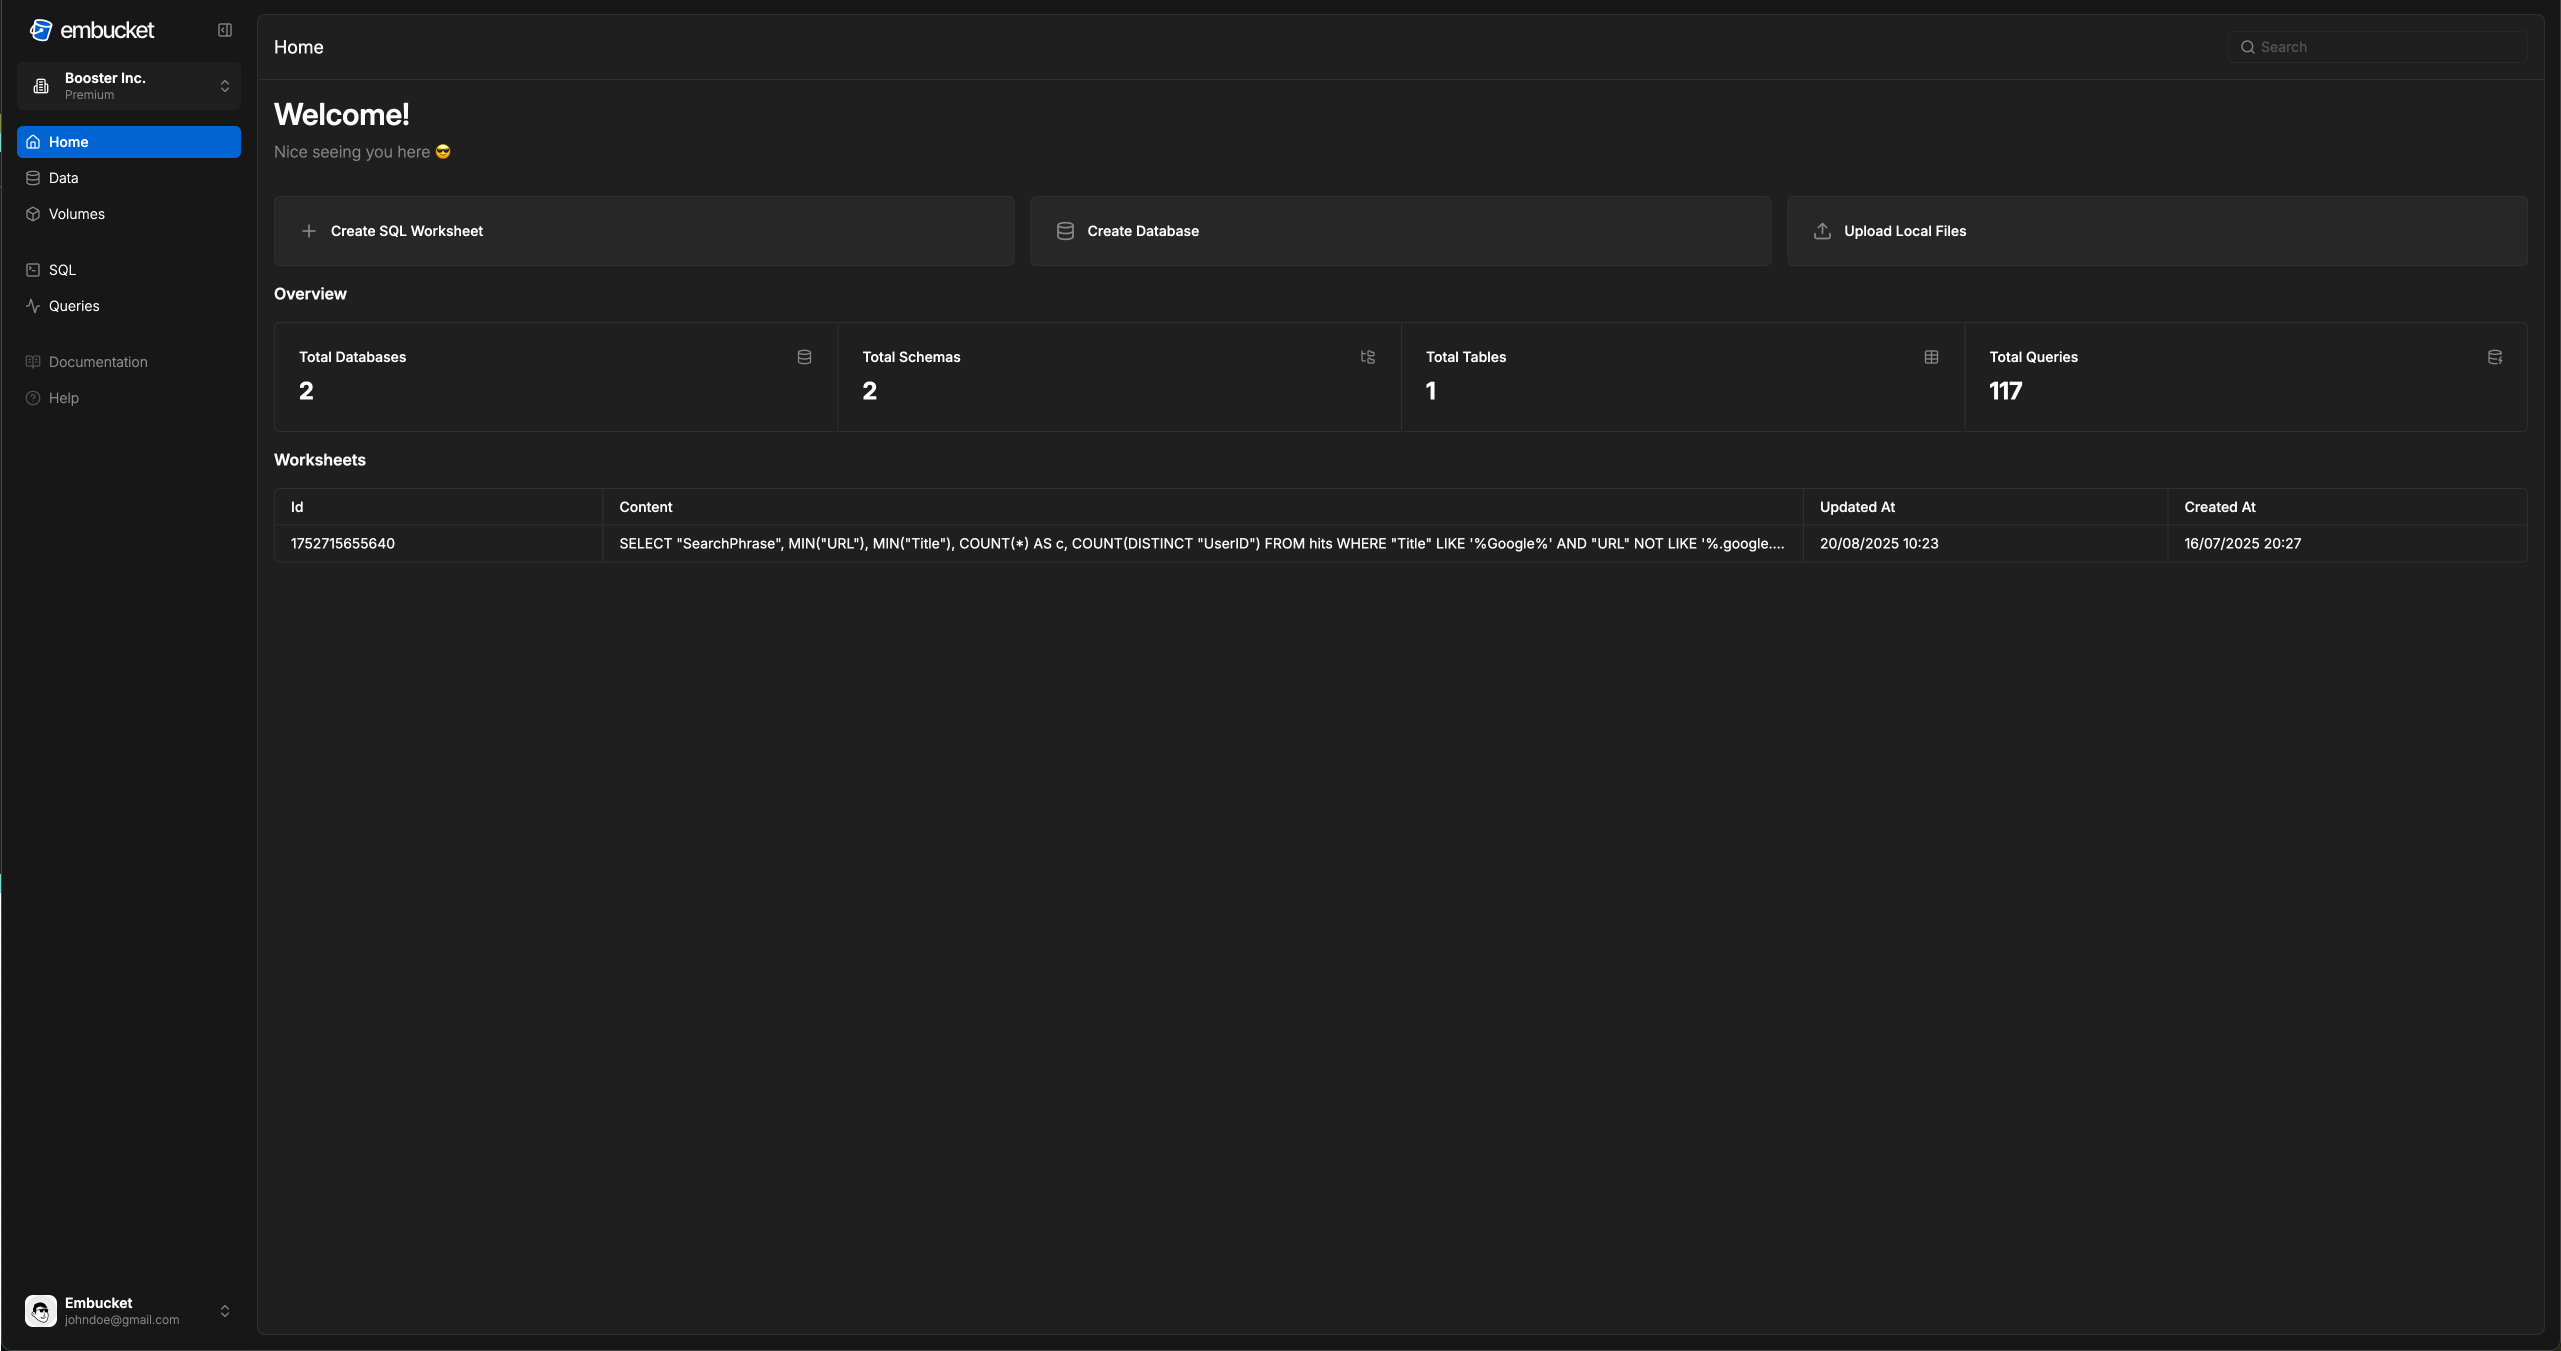 embucket
Booster Inc.
Premium
Home
Data
Volumes
SQL
Queries
Documentation
Help
Embucket
johndoe@gmail.com
Home
Search
Welcome!
Nice seeing you here 😎
Create SQL Worksheet
Create Database
Upload Local Files
Overview
Total Databases
2
Total Schemas
2
Total Tables
1
Total Queries
117
Worksheets
Id Content Updated At Created At
1752715655640 SELECT "SearchPhrase", MIN("URL"), MIN("Title"), COUNT(*) AS c, COUNT(DISTINCT "UserID") FROM hits WHERE "Title" LIKE '%Google%' AND "URL" NOT LIKE '%.google.... 20/08/2025 10:23 16/07/2025 20:27